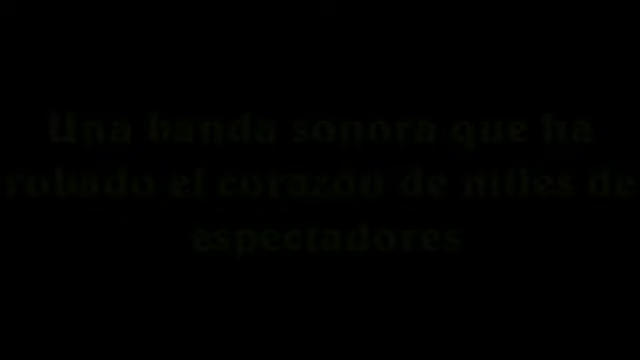 Una banda sonora que ha
robado el corazón de miles de
espectadores